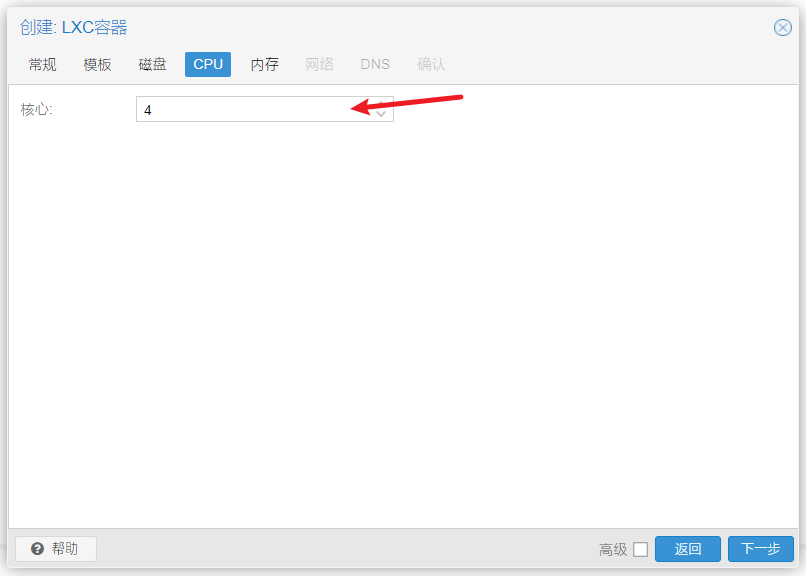 创建: LXC容器
常规 模板 磁盘 CPU 内存 网络 DNS 确认
核心: 4
帮助 高级 返回 下一步